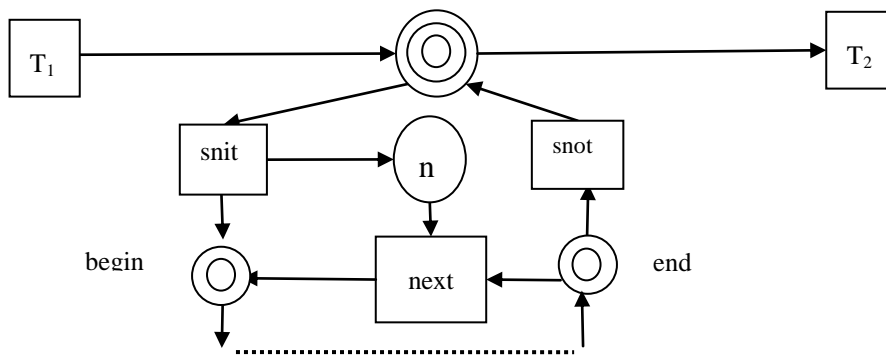 T₁
T₂
snit
n
snot
begin
next
end